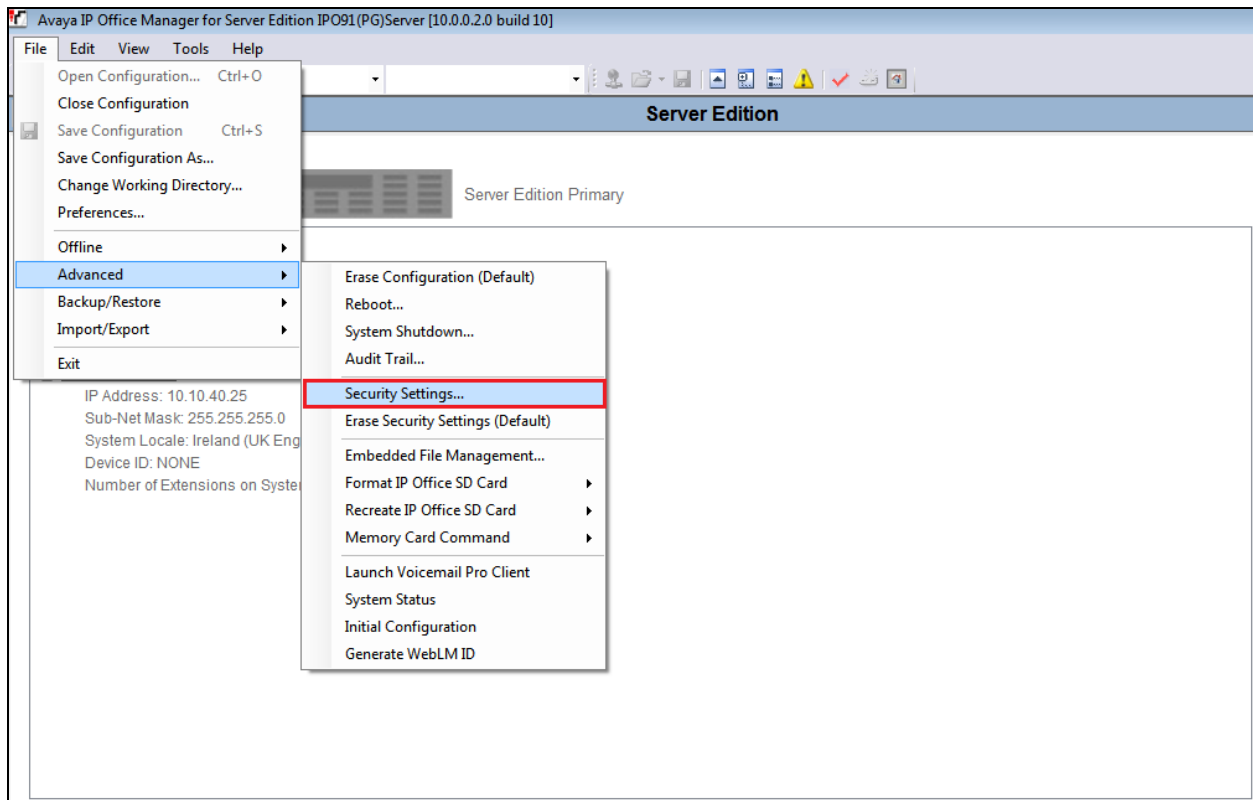 Avaya IP Office Manager for Server Edition IPO91(PG)Server [10.0.0.2.0 build 10]
File Edit View Tools Help
Open Configuration... Ctrl+O
Close Configuration
Save Configuration Ctrl+S
Save Configuration As...
Change Working Directory...
Preferences...
Offline
Advanced
Backup/Restore
Import/Export
Exit
Server Edition
Server Edition Primary
Erase Configuration (Default)
Reboot...
System Shutdown...
Audit Trail...
Security Settings...
Erase Security Settings (Default)
Embedded File Management...
Format IP Office SD Card
Recreate IP Office SD Card
Memory Card Command
Launch Voicemail Pro Client
System Status
Initial Configuration
Generate WebLM ID
IP Address: 10.10.40.25
Sub-Net Mask: 255.255.255.0
System Locale: Ireland (UK Eng
Device ID: NONE
Number of Extensions on Syste